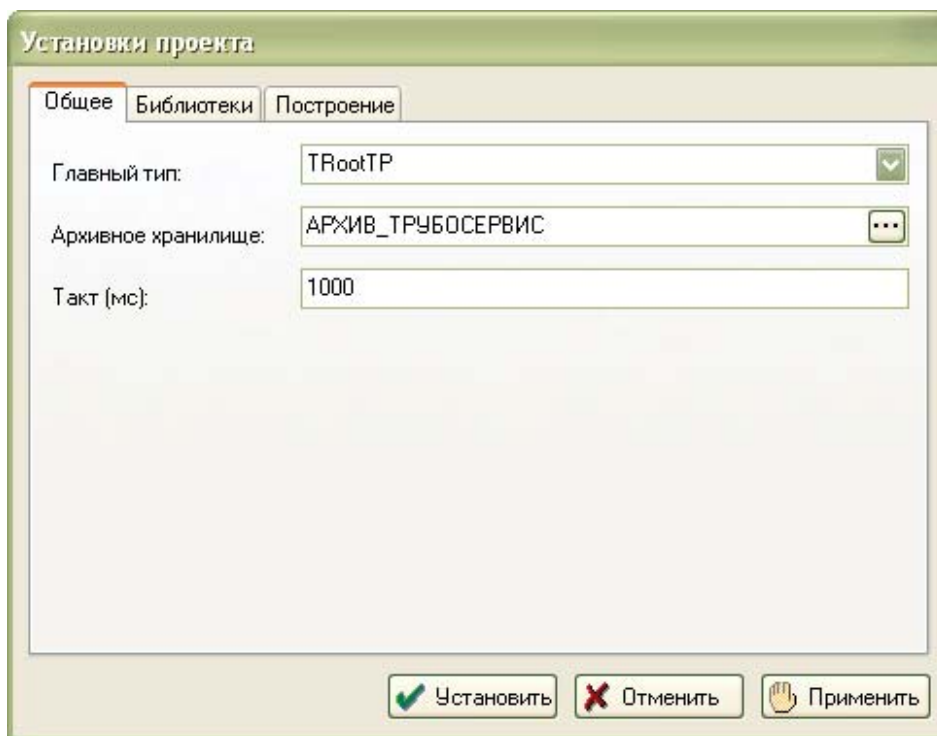 Установки проекта
Общее Библиотеки Построение
Главный тип: TRootTP
Архивное хранилище: АРХИВ_ТРУБОСЕРВИС ...
Такт (мс): 1000
Установить Отменить Применить